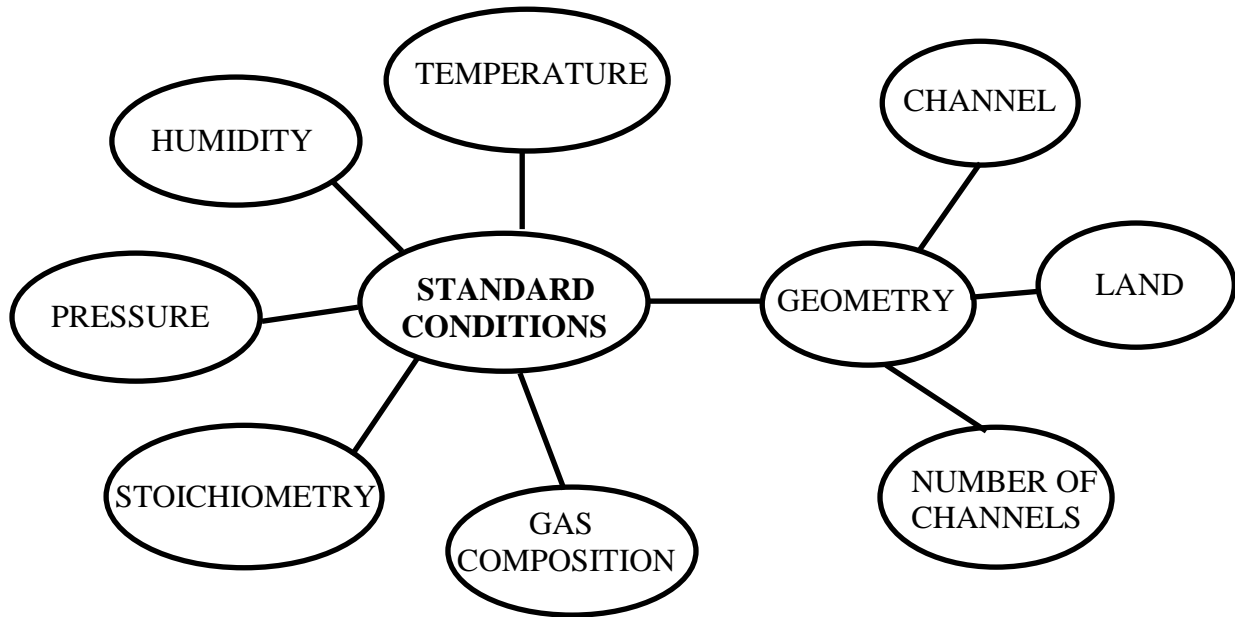 TEMPERATURE
CHANNEL
HUMIDITY
STANDARD
CONDITIONS
GEOMETRY
LAND
PRESSURE
STOICHIOMETRY
GAS
COMPOSITION
NUMBER OF
CHANNELS